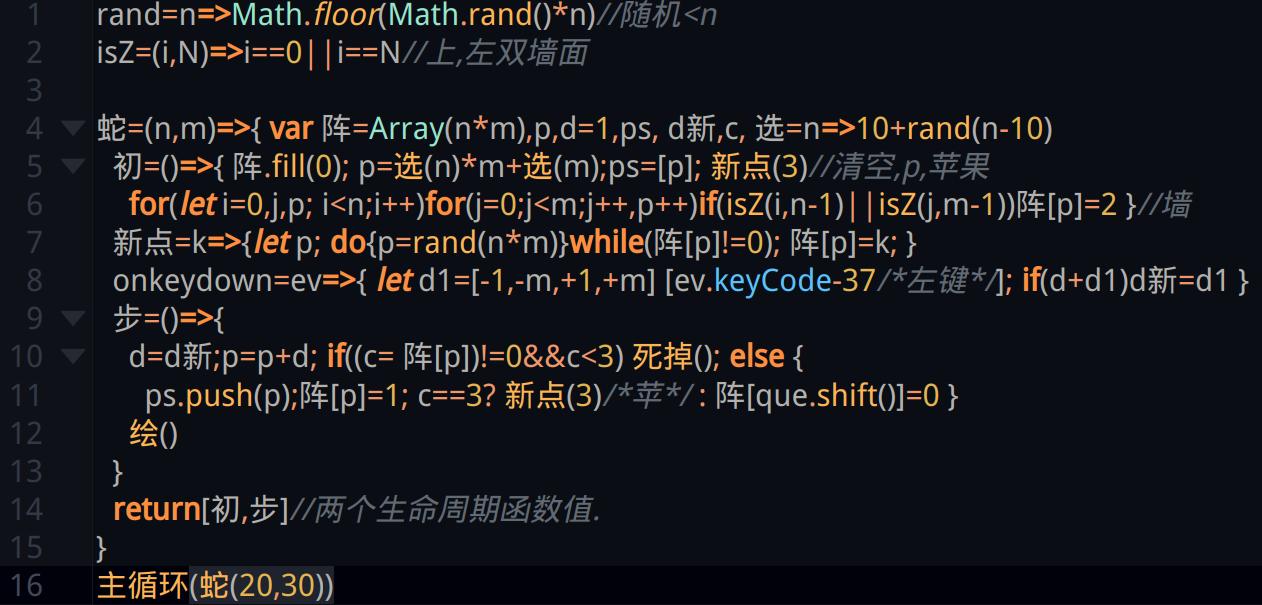 1 rand=n=>Math.floor(Math.rand()*n)//随机<n
2 isZ=(i,N)=>i==0||i==N//上,左双墙面
3
4 蛇=(n,m)=>{ var 阵=Array(n*m),p,d=1,ps, d新,c, 选=n=>10+rand(n-10)
5 初=()=>{ 阵.fill(0); p=选(n)*m+选(m);ps=[p]; 新点(3)//清空,p,苹果
6 for(let i=0,j,p; i<n;i++)for(j=0;j<m;j++,p++)if(isZ(i,n-1)||isZ(j,m-1))阵[p]=2 }//墙
7 新点=k=>{let p; do{p=rand(n*m)}while(阵[p]!=0); 阵[p]=k; }
8 onkeydown=ev=>{ let d1=[-1,-m,+1,+m] [ev.keyCode-37/*左键*/]; if(d+d1)d新=d1 }
9 步=()=>{
10 d=d新;p=p+d; if((c= 阵[p])!=0&&c<3) 死掉(); else {
11 ps.push(p);阵[p]=1; c==3? 新点(3)/*苹*/ : 阵[que.shift()]=0 }
12 绘()
13 }
14 return[初,步]//两个生命周期函数值.
15 }
16 主循环(蛇(20,30))